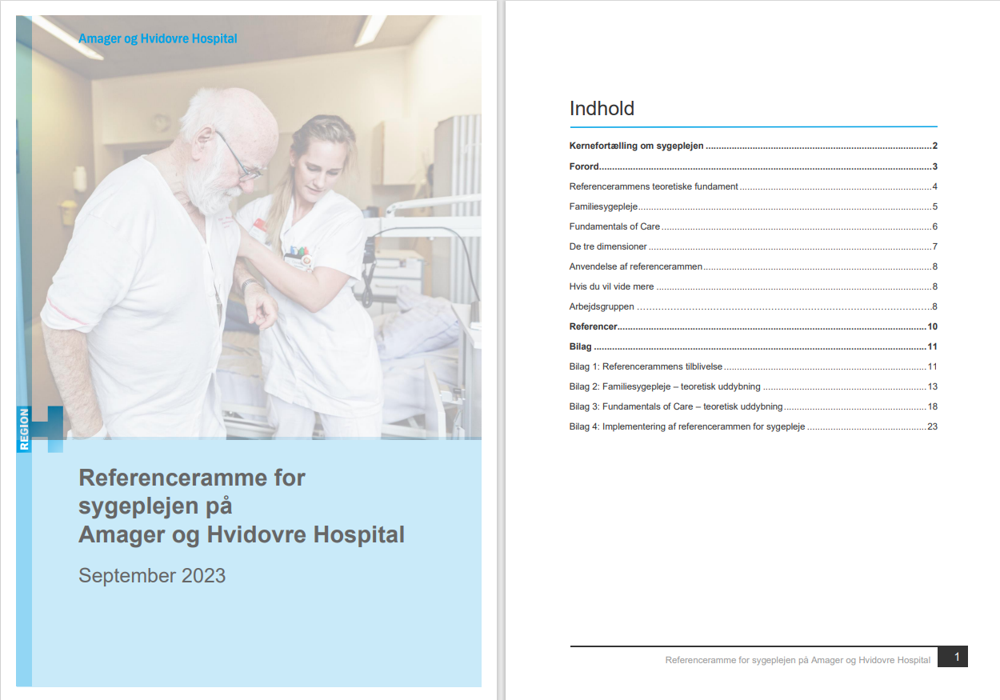 Amager og Hvidovre Hospital
REGION
Referenceramme for
sygeplejen på
Amager og Hvidovre Hospital
September 2023
Indhold
Kernefortælling om sygeplejen ........ 2
Forord ........ 3
Referencerammens teoretiske fundament ........ 4
Familiesygepleje ........ 5
Fundamentals of Care ........ 6
De tre dimensioner ........ 7
Anvendelse af referencerammen ........ 8
Hvis du vil vide mere ........ 8
Arbejdsgruppen ........ 8
Referencer ........ 10
Bilag ........ 11
Bilag 1: Referencerammens tilblivelse ........ 11
Bilag 2: Familiesygepleje – teoretisk uddybning ........ 13
Bilag 3: Fundamentals of Care – teoretisk uddybning ........ 18
Bilag 4: Implementering af referencerammen for sygepleje ........ 23
Referenceramme for sygeplejen på Amager og Hvidovre Hospital 1